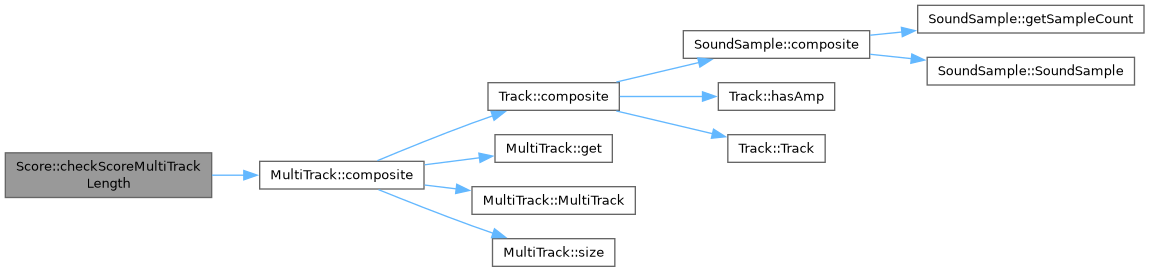 Score::checkScoreMultiTrack
Length
MultiTrack::composite
Track::composite
SoundSample::composite
SoundSample::getSampleCount
SoundSample::SoundSample
Track::hasAmp
Track::Track
MultiTrack::get
MultiTrack::MultiTrack
MultiTrack::size